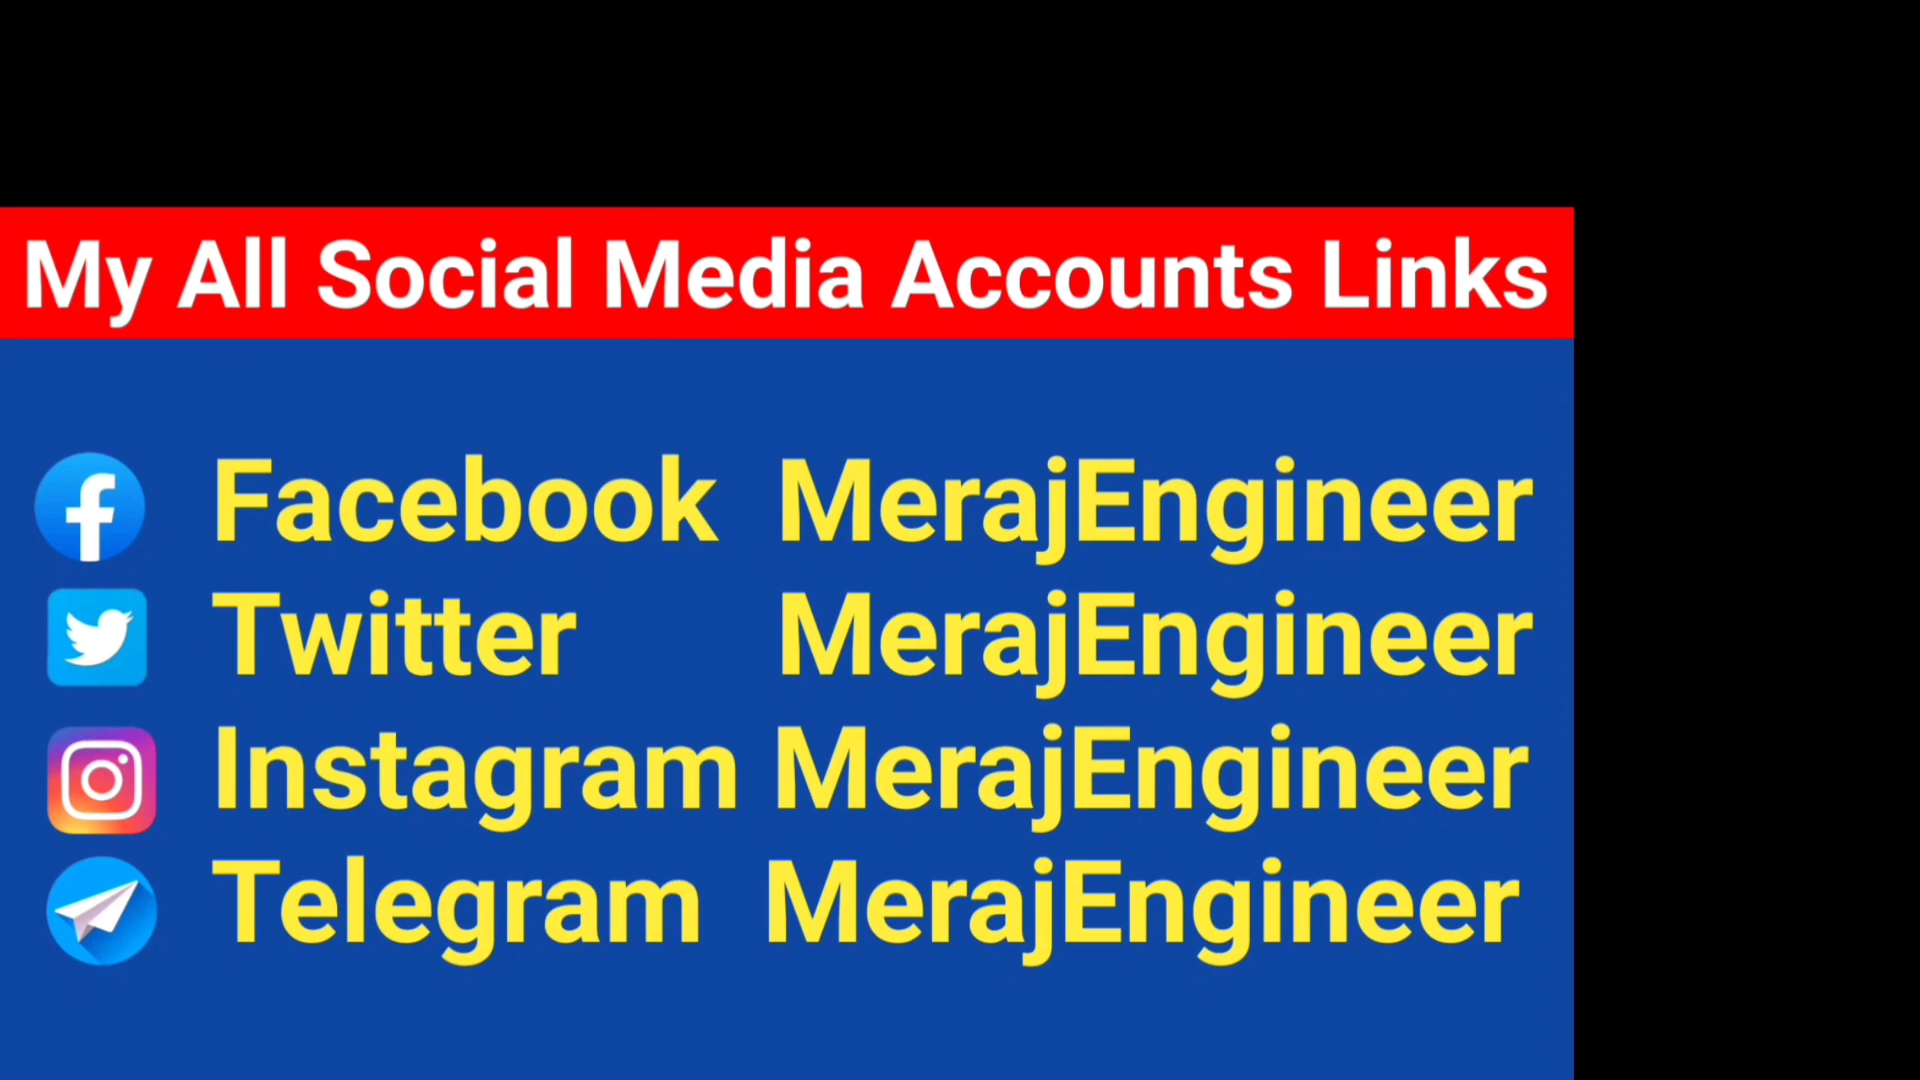 My All Social Media Accounts Links
Facebook MerajEngineer
Twitter MerajEngineer
Instagram MerajEngineer
Telegram MerajEngineer